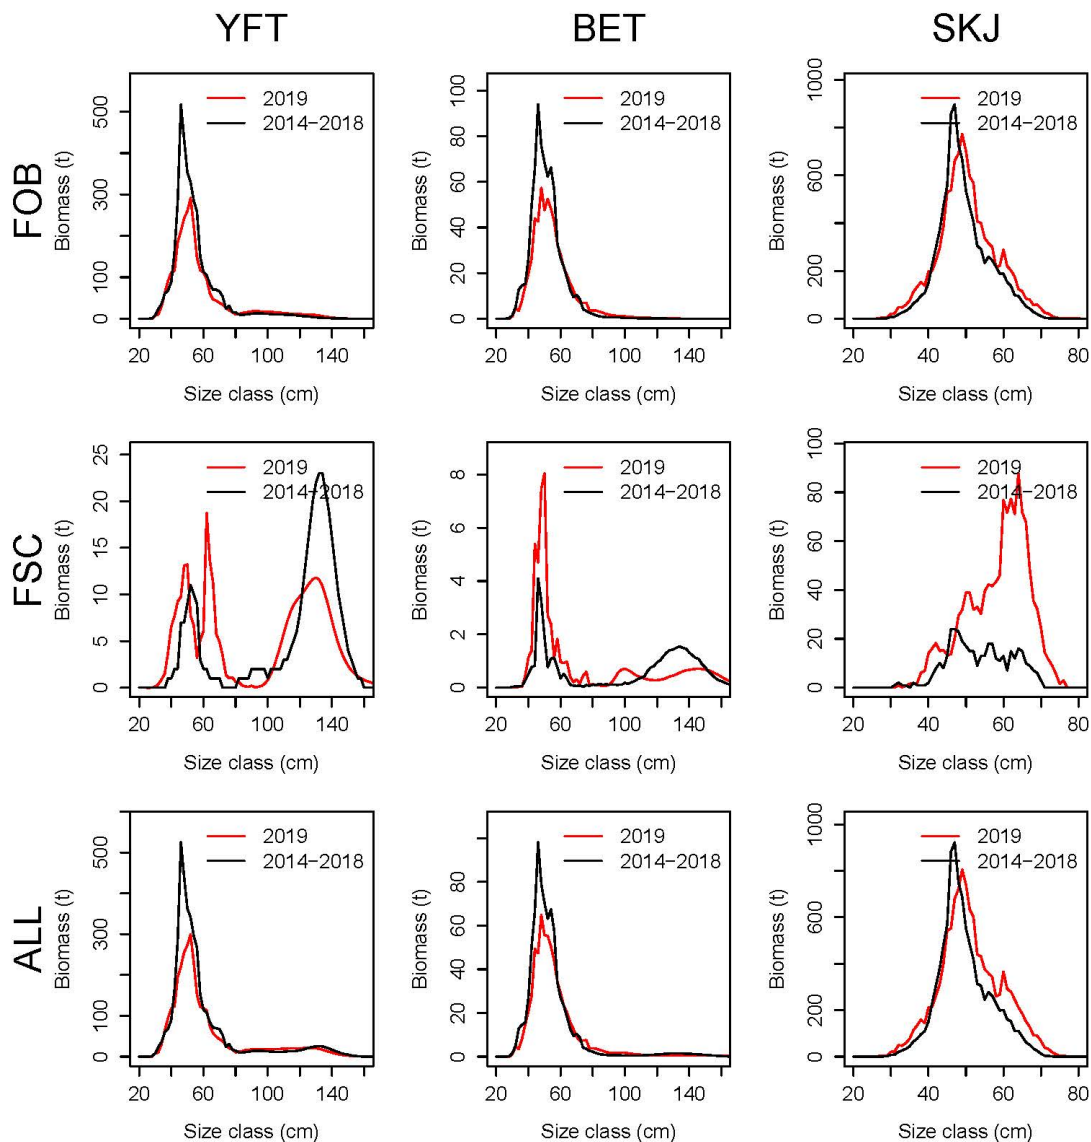 YFT BET SKJ
FOB
Biomass (t)
0 100 300 500
2019
2014−2018
20 60 100 140
Size class (cm)
Biomass (t)
0 20 40 60 80 100
2019
2014−2018
20 60 100 140
Size class (cm)
Biomass (t)
0 200 600 1000
2019
2014−2018
20 40 60 80
Size class (cm)
FSC
Biomass (t)
0 5 10 15 20 25
2019
2014−2018
20 60 100 140
Size class (cm)
Biomass (t)
0 2 4 6 8
2019
2014−2018
20 60 100 140
Size class (cm)
Biomass (t)
0 20 40 60 80 100
2019
2014−2018
20 40 60 80
Size class (cm)
ALL
Biomass (t)
0 100 300 500
2019
2014−2018
20 60 100 140
Size class (cm)
Biomass (t)
0 20 40 60 80
2019
2014−2018
20 60 100 140
Size class (cm)
Biomass (t)
0 200 400 600 800 1000
2019
2014−2018
20 40 60 80
Size class (cm)